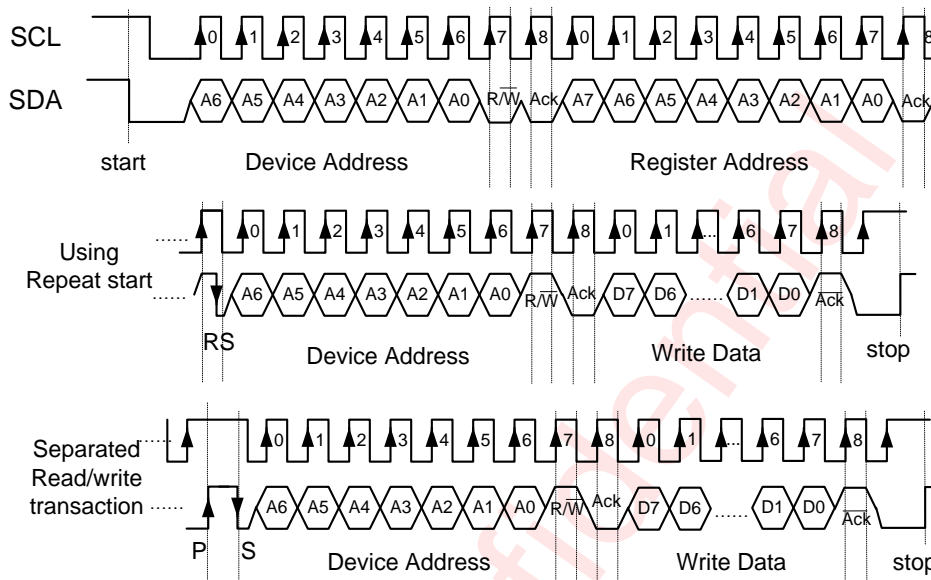 SCL 0 1 2 3 4 5 6 7 8 0 1 2 3 4 5 6 7 8
SDA A6 A5 A4 A3 A2 A1 A0 R/W̅ Ack A7 A6 A5 A4 A3 A2 A1 A0 Ack
start Device Address Register Address
Using
Repeat start
...... 0 1 2 3 4 5 6 7 8 0 1 ... 6 7 8
...... A6 A5 A4 A3 A2 A1 A0 R/W̅ Ack D7 D6 ...... D1 D0 A̅c̅k̅
RS Device Address Write Data stop
Separated
Read/write
transaction
...... 0 1 2 3 4 5 6 7 8 0 1 ... 6 7 8
...... A6 A5 A4 A3 A2 A1 A0 R/W̅ Ack D7 D6 ...... D1 D0 A̅c̅k̅
P S Device Address Write Data stop
fidential